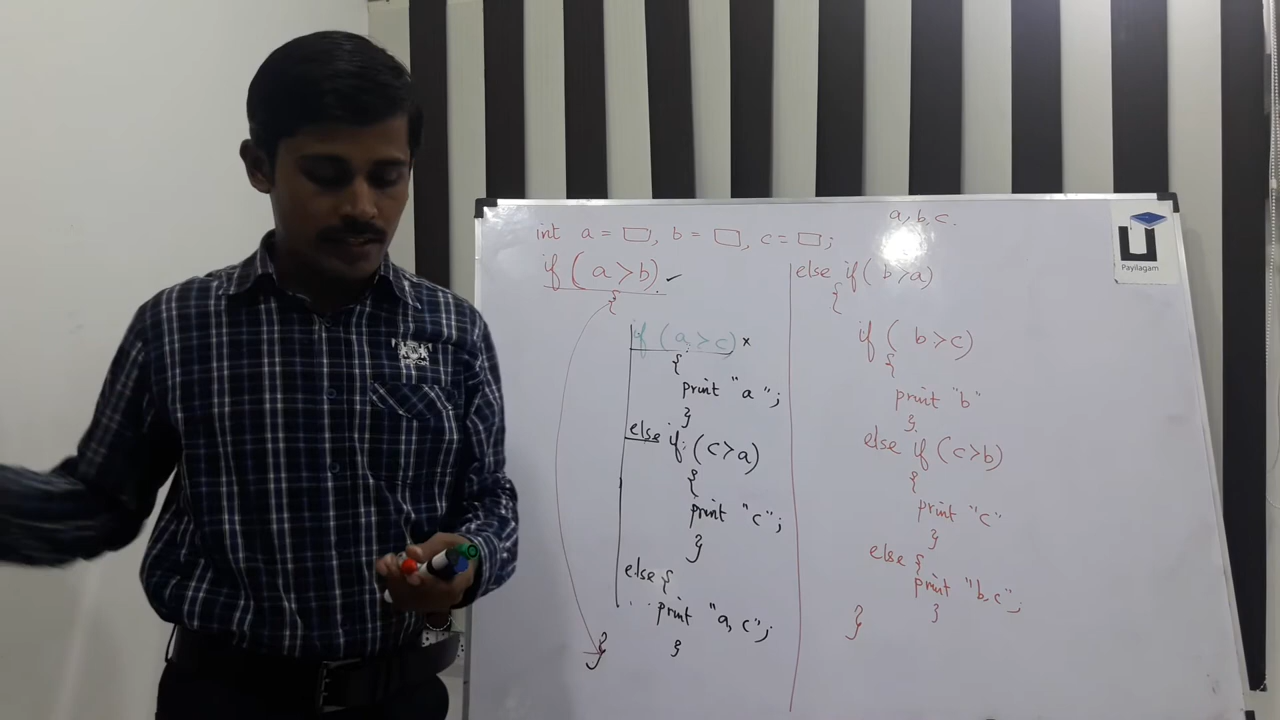 a, b, c.
int a = , b = , c = ;
if ( a > b)
{
if (a > c)
{
print "a";
}
else if (c > a)
{
print "c";
}
else {
print "a, c";
}
}
else if ( b > a)
{
if ( b > c)
{
print "b"
}
else if (c > b)
{
print "c"
}
else {
print "b, c";
}
}
Payilagam